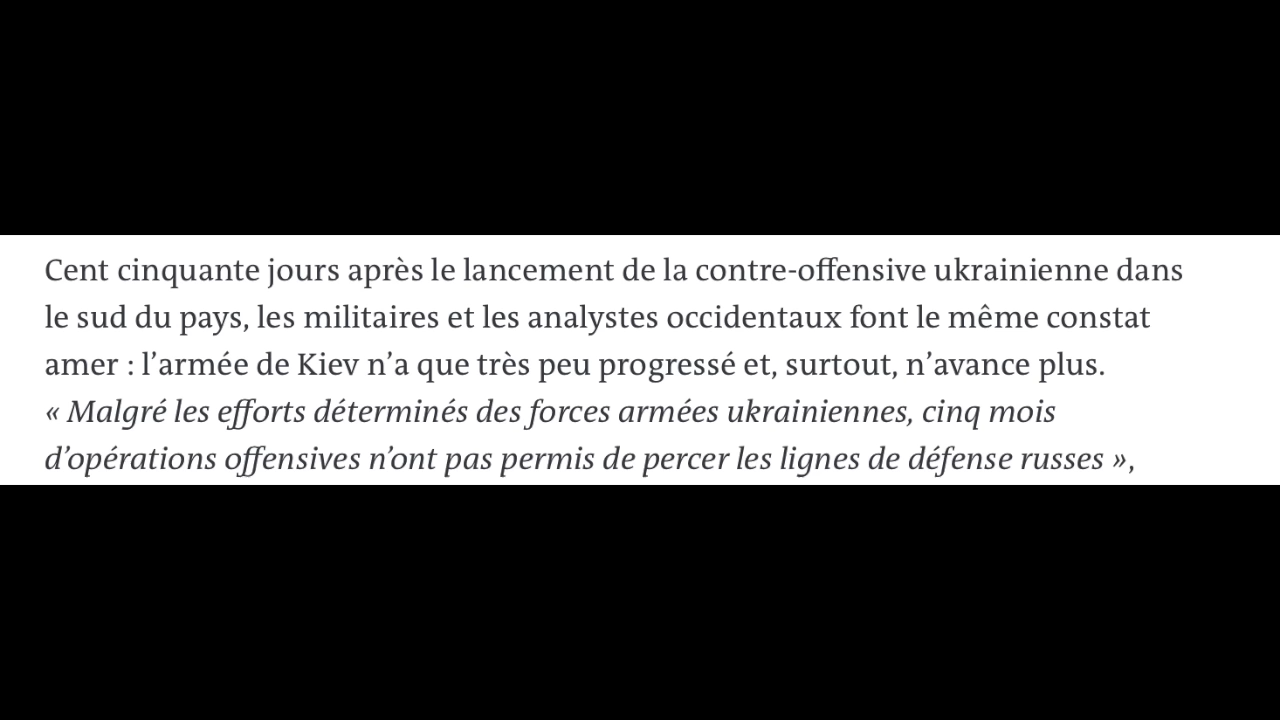 Cent cinquante jours après le lancement de la contre-offensive ukrainienne dans
le sud du pays, les militaires et les analystes occidentaux font le même constat
amer : l’armée de Kiev n’a que très peu progressé et, surtout, n’avance plus.
« Malgré les efforts déterminés des forces armées ukrainiennes, cinq mois
d’opérations offensives n’ont pas permis de percer les lignes de défense russes »,